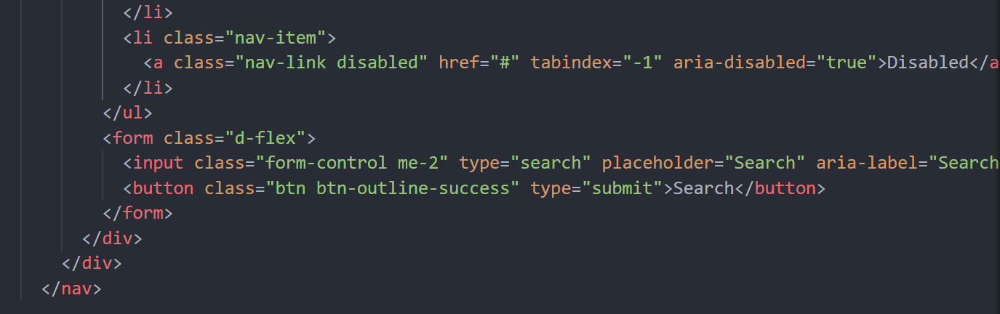 </li>
<li class="nav-item">
<a class="nav-link disabled" href="#" tabindex="-1" aria-disabled="true">Disabled</a
</li>
</ul>
<form class="d-flex">
<input class="form-control me-2" type="search" placeholder="Search" aria-label="Search
<button class="btn btn-outline-success" type="submit">Search</button>
</form>
</div>
</div>
</nav>